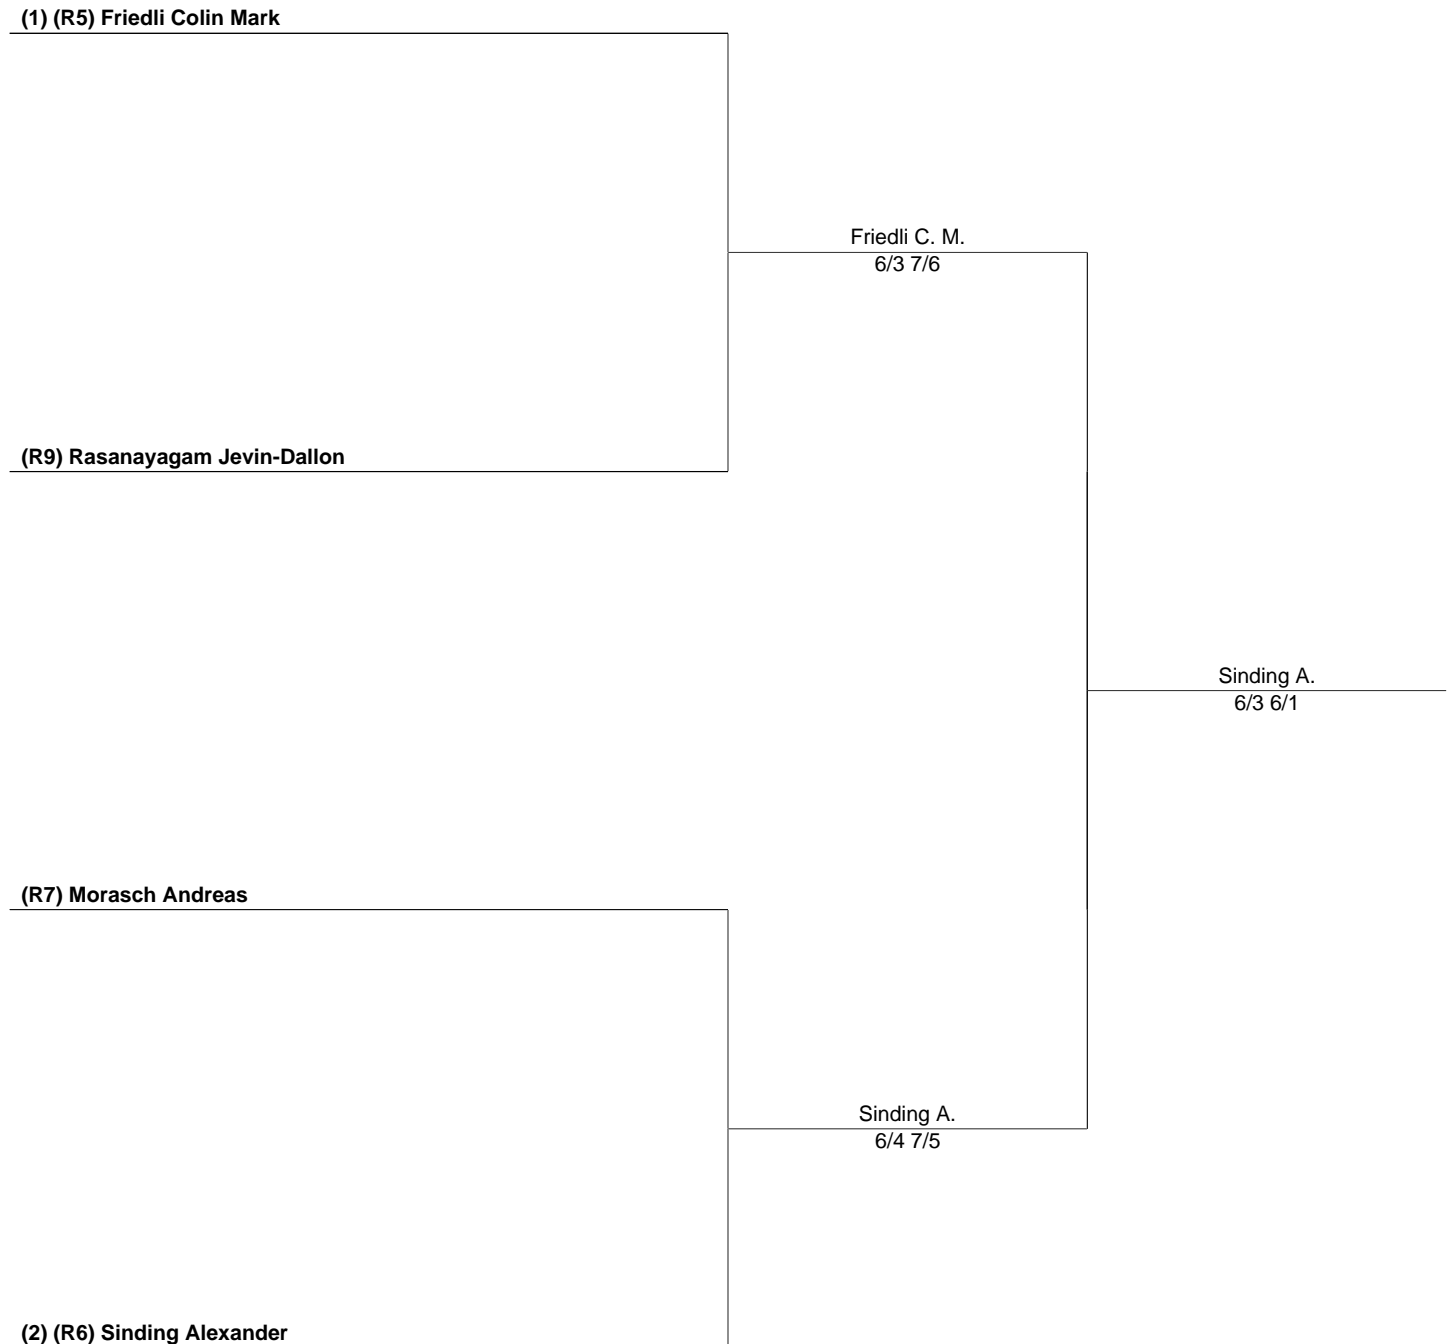 (1) (R5) Friedli Colin Mark
Friedli C. M.
6/3 7/6
(R9) Rasanayagam Jevin-Dallon
Sinding A.
6/3 6/1
(R7) Morasch Andreas
Sinding A.
6/4 7/5
(2) (R6) Sinding Alexander